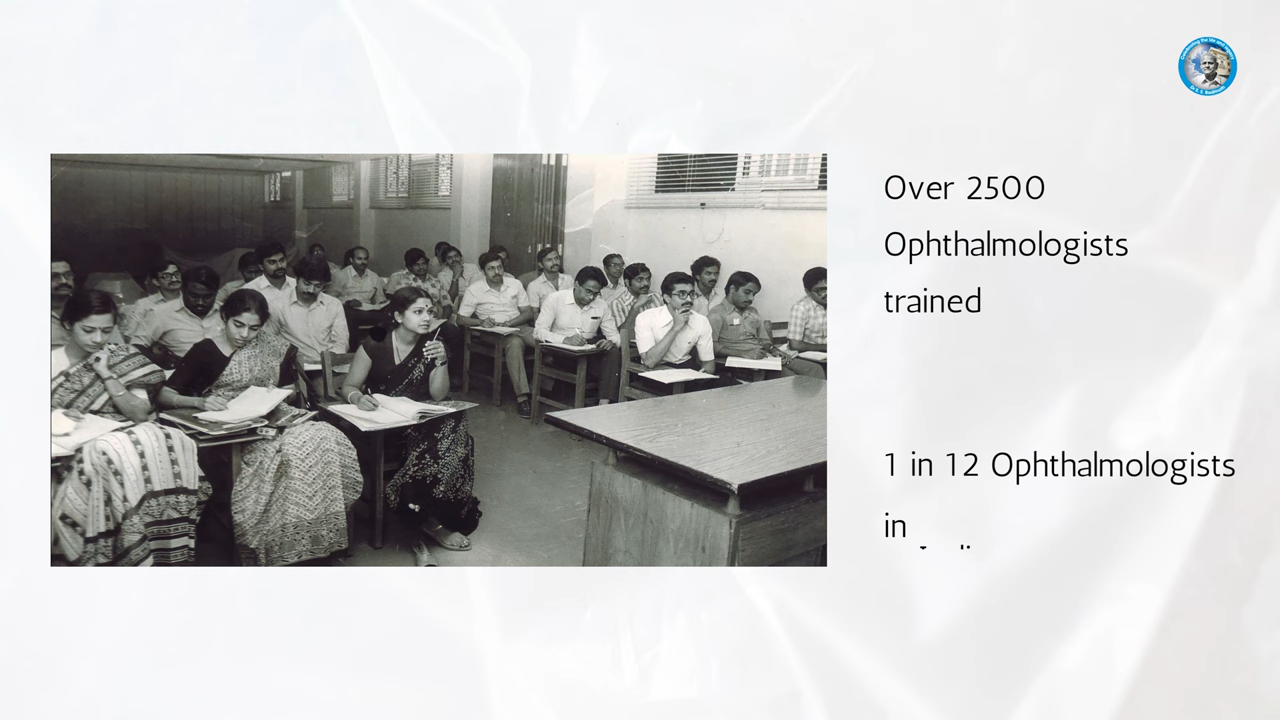 Over 2500
Ophthalmologists
trained
1 in 12 Ophthalmologists
in